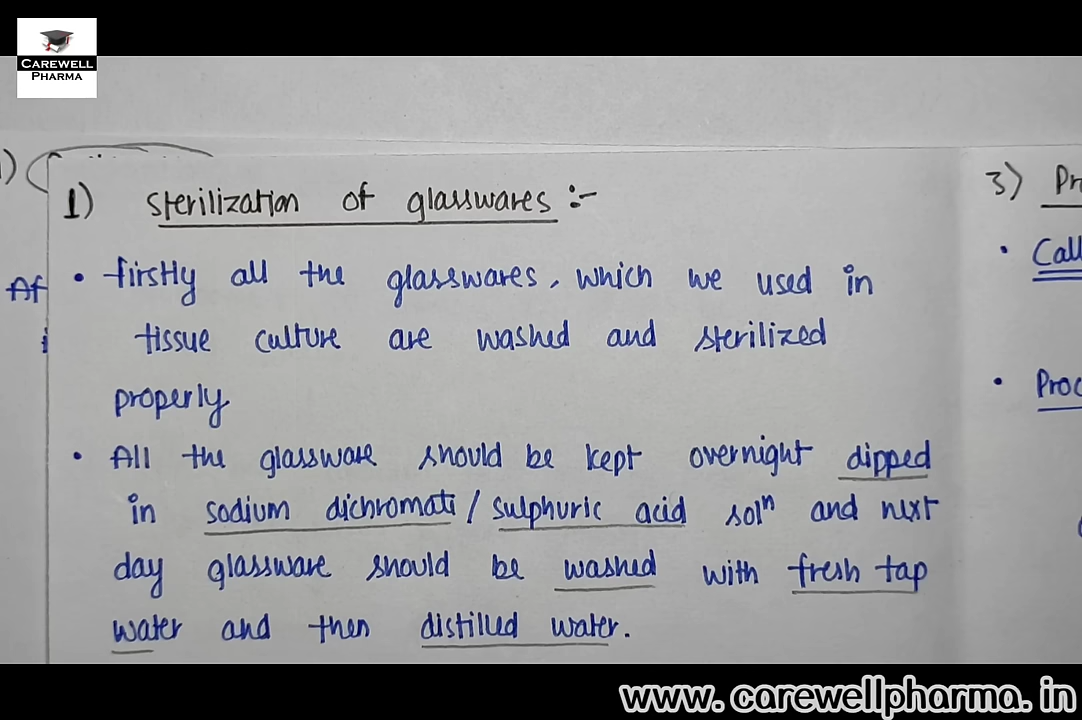 CAREWELL
PHARMA
1) sterilization of glasswares :-
3) Pr
• firstly all the glasswares, which we used in
tissue culture are washed and sterilized
properly
• All the glassware should be kept overnight dipped
in sodium dichromate / sulphuric acid solⁿ and next
day glassware should be washed with fresh tap
water and then distilled water.
Af
• Call
• Proc
www.carewellpharma.in